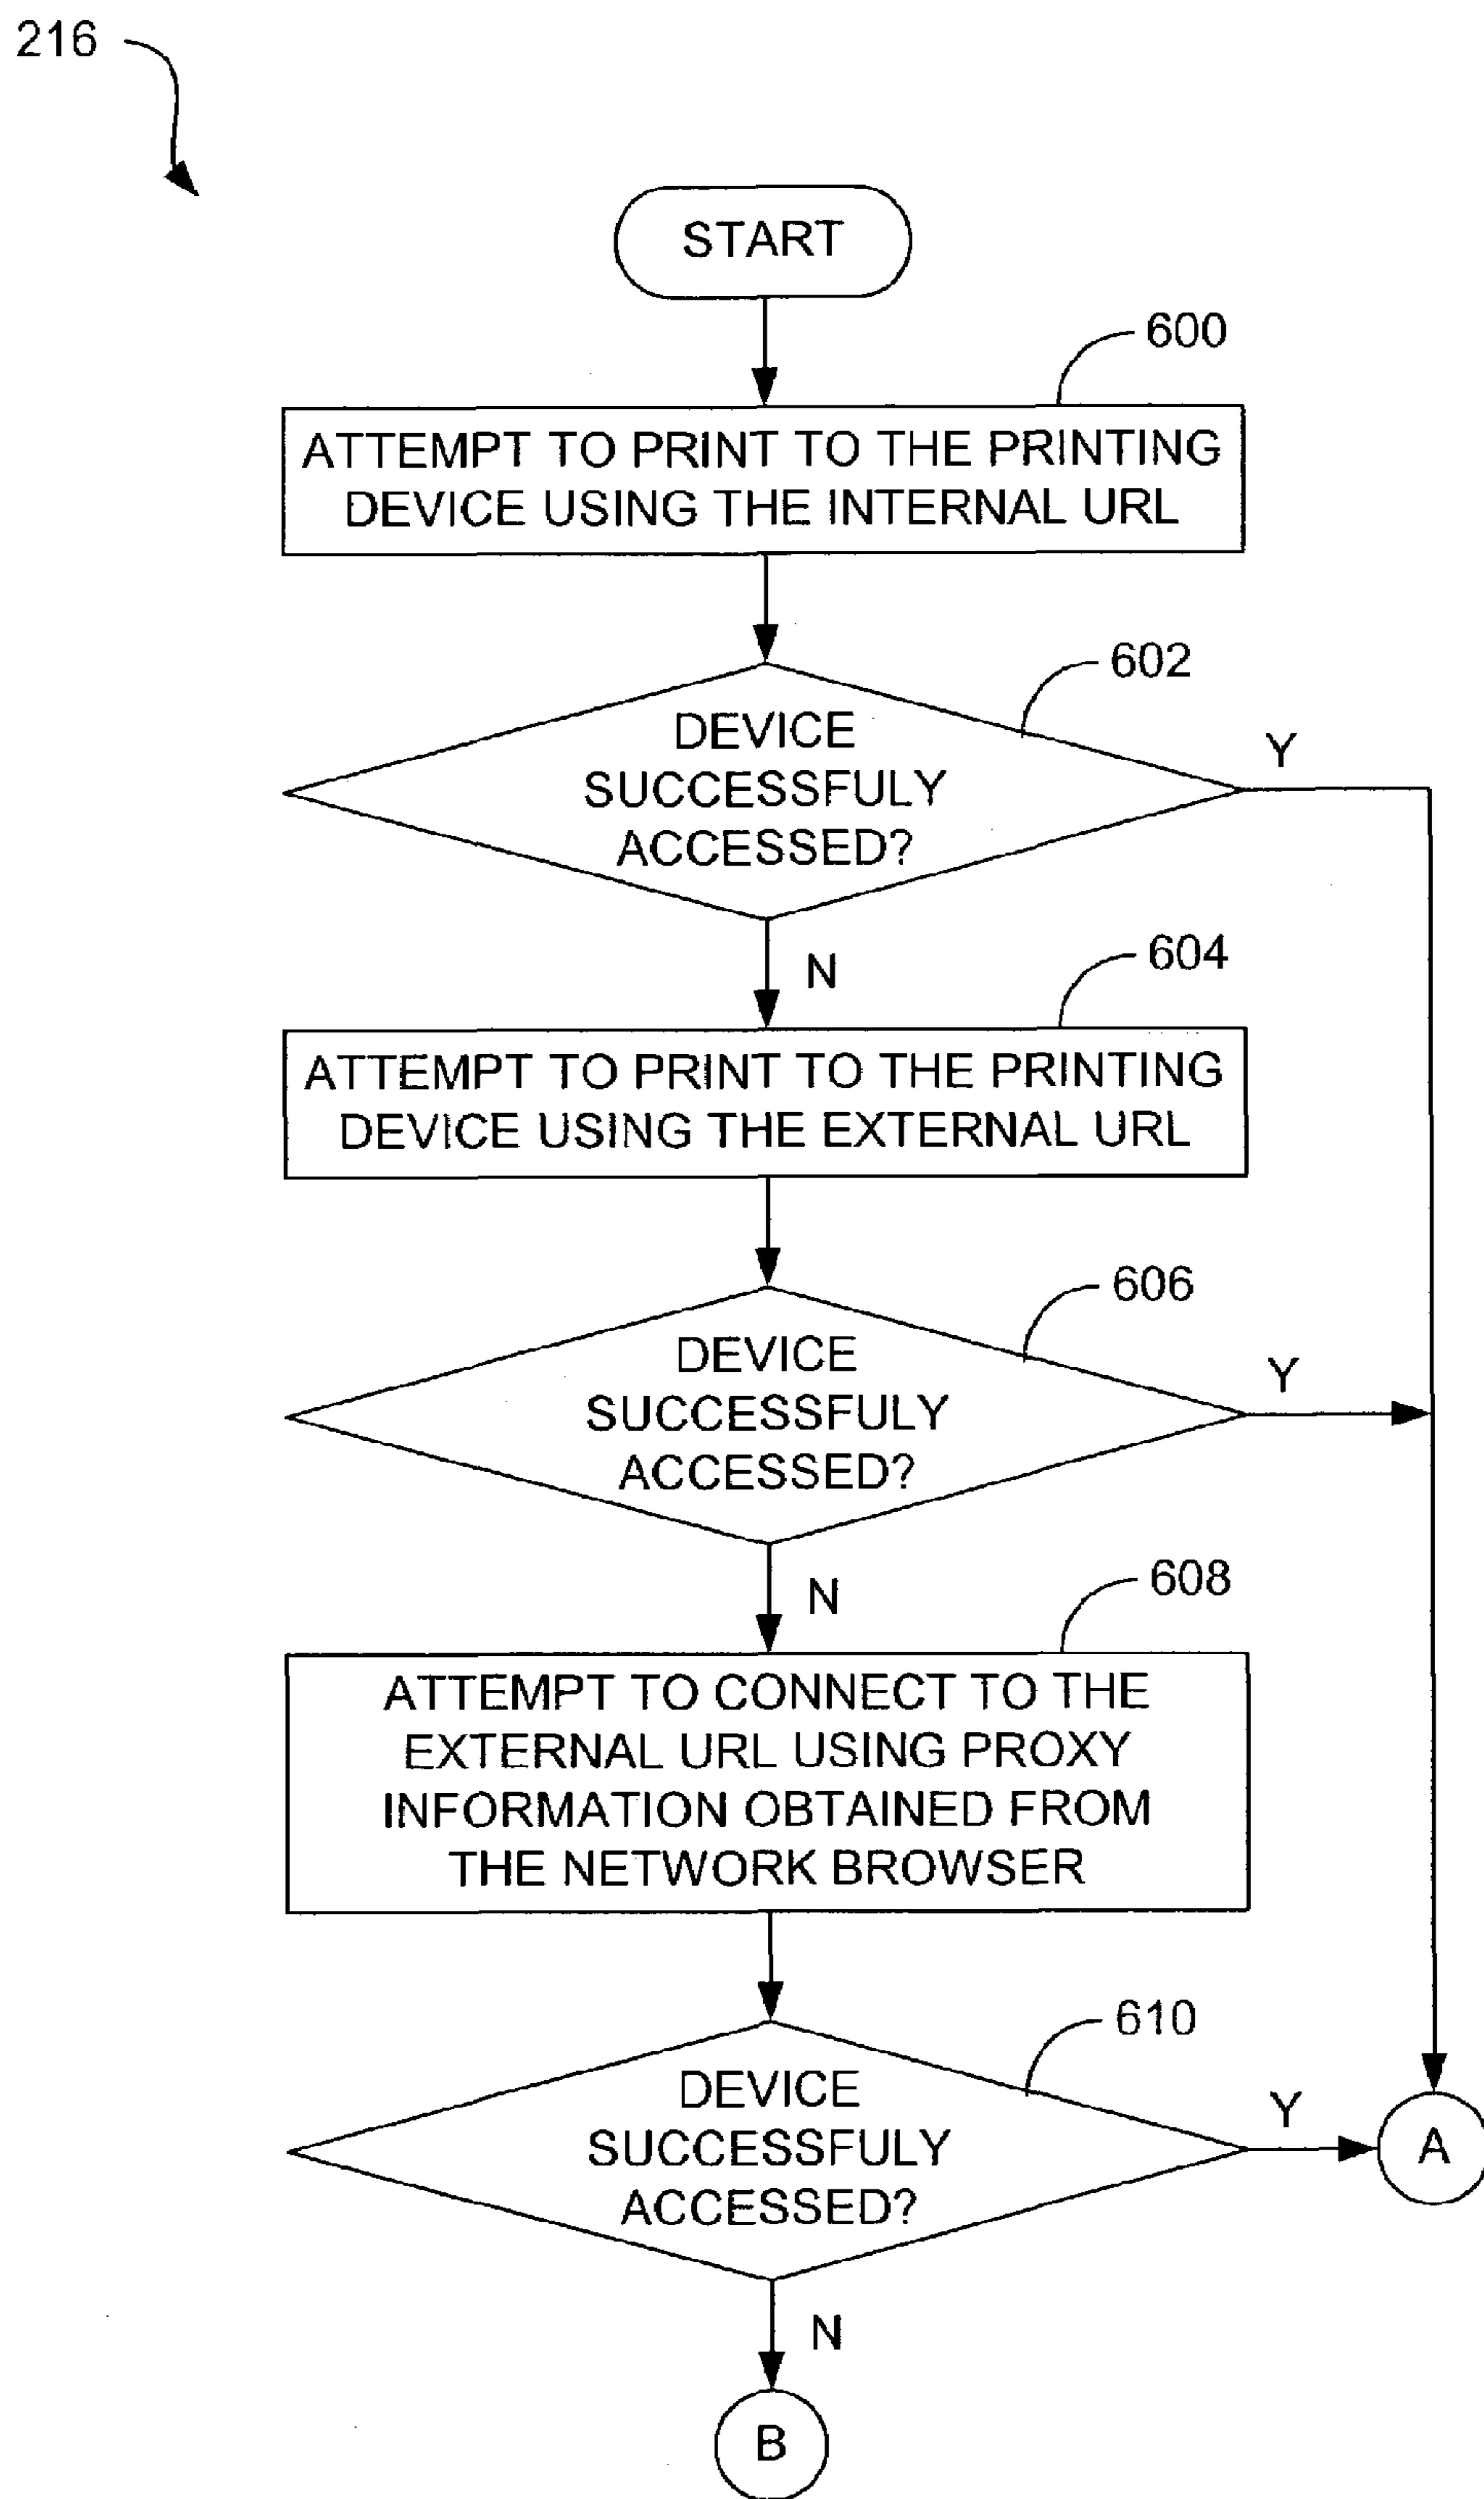 216
START
600
ATTEMPT TO PRINT TO THE PRINTING
DEVICE USING THE INTERNAL URL
602
DEVICE
SUCCESSFULY
ACCESSED?
Y
N
604
ATTEMPT TO PRINT TO THE PRINTING
DEVICE USING THE EXTERNAL URL
606
DEVICE
SUCCESSFULY
ACCESSED?
Y
N
608
ATTEMPT TO CONNECT TO THE
EXTERNAL URL USING PROXY
INFORMATION OBTAINED FROM
THE NETWORK BROWSER
610
DEVICE
SUCCESSFULY
ACCESSED?
Y
A
N
B